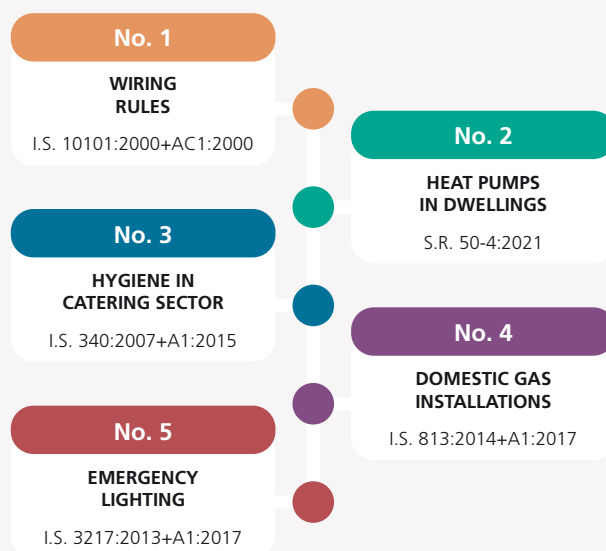 No. 1
WIRING
RULES
I.S. 10101:2000+AC1:2000
No. 2
HEAT PUMPS
IN DWELLINGS
S.R. 50-4:2021
No. 3
HYGIENE IN
CATERING SECTOR
I.S. 340:2007+A1:2015
No. 4
DOMESTIC GAS
INSTALLATIONS
I.S. 813:2014+A1:2017
No. 5
EMERGENCY
LIGHTING
I.S. 3217:2013+A1:2017